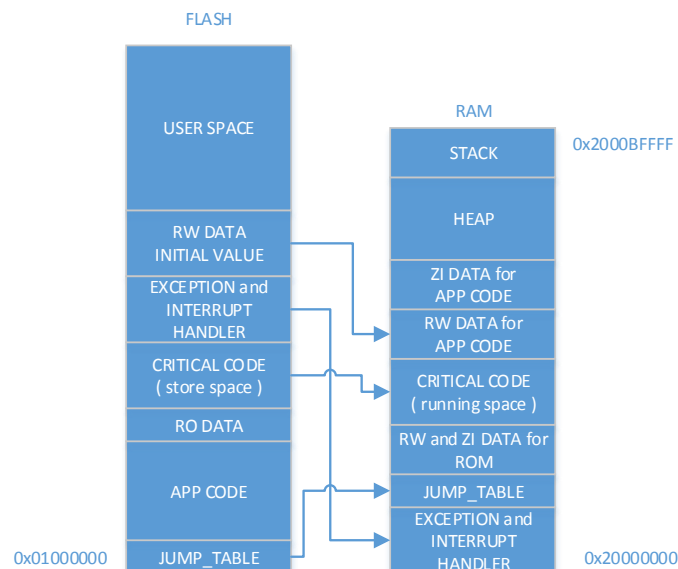 FLASH
USER SPACE
RW DATA
INITIAL VALUE
EXCEPTION and
INTERRUPT
HANDLER
CRITICAL CODE
( store space )
RO DATA
APP CODE
0x01000000
JUMP_TABLE
RAM
STACK
0x2000BFFFF
HEAP
ZI DATA for
APP CODE
RW DATA for
APP CODE
CRITICAL CODE
( running space )
RW and ZI DATA for
ROM
JUMP_TABLE
EXCEPTION and
INTERRUPT
HANDLER
0x20000000